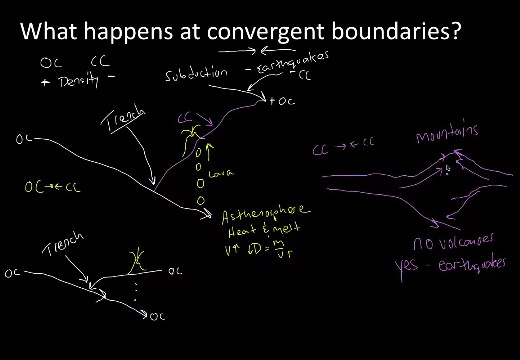 What happens at convergent boundaries?
OC CC
+ Density -
Subduction - earthquakes
- CC
+ OC
Trench
CC
OC
Lava
OC → ← CC
Asthenosphere
Heat & melt
V↑ ↓D = m
V↑
CC → ← CC
mountains
no volcanoes
yes - earthquakes
Trench
OC
OC
OC